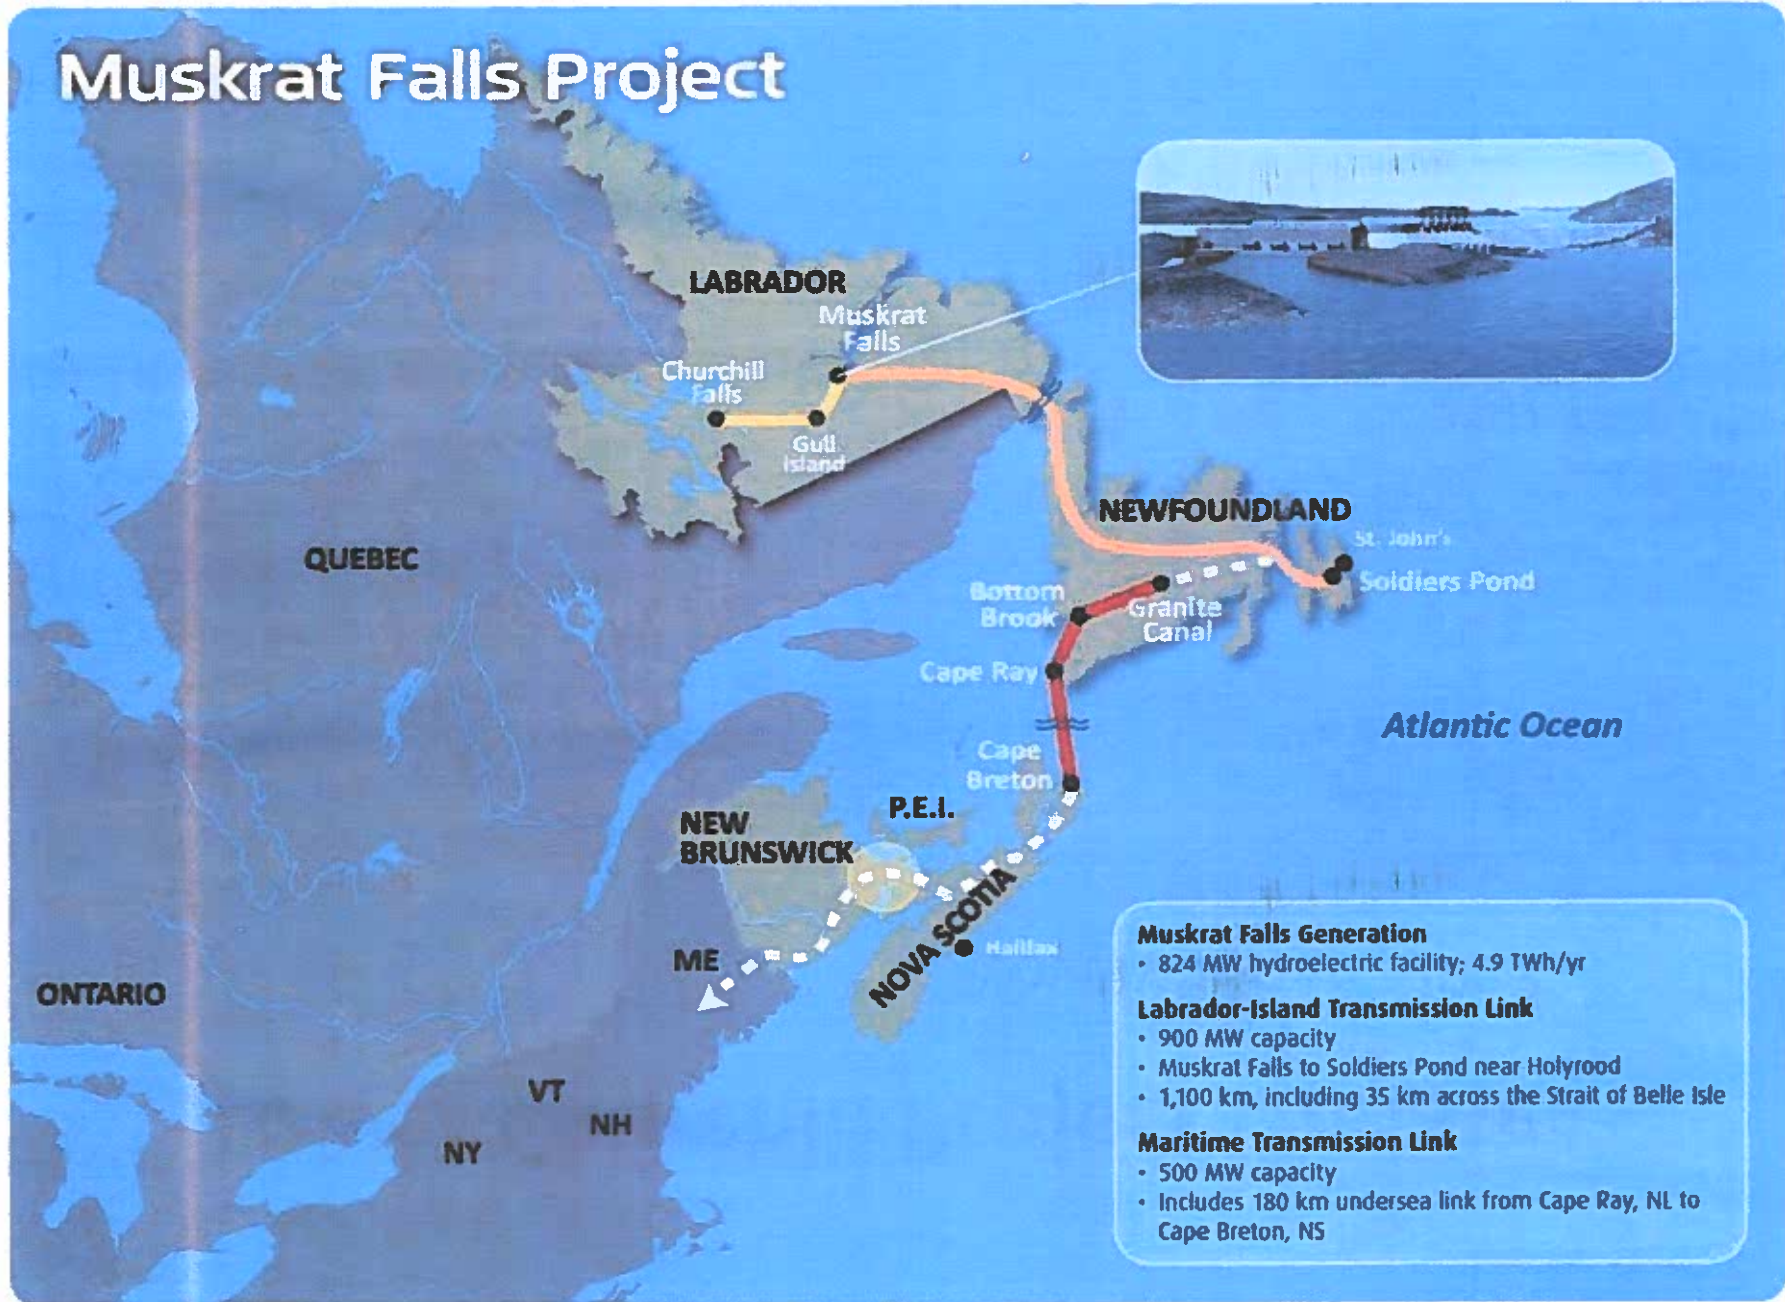 Muskrat Falls Project
LABRADOR
Muskrat
Falls
Churchill
Falls
Gull
Island
NEWFOUNDLAND
St. John's
Soldiers Pond
QUEBEC
Bottom
Brook
Granite
Canal
Cape Ray
Atlantic Ocean
Cape
Breton
P.E.I.
NEW
BRUNSWICK
NOVA SCOTIA
Halifax
ME
ONTARIO
VT
NH
NY
Muskrat Falls Generation
• 824 MW hydroelectric facility; 4.9 TWh/yr
Labrador-Island Transmission Link
• 900 MW capacity
• Muskrat Falls to Soldiers Pond near Holyrood
• 1,100 km, including 35 km across the Strait of Belle Isle
Maritime Transmission Link
• 500 MW capacity
• Includes 180 km undersea link from Cape Ray, NL to
Cape Breton, NS